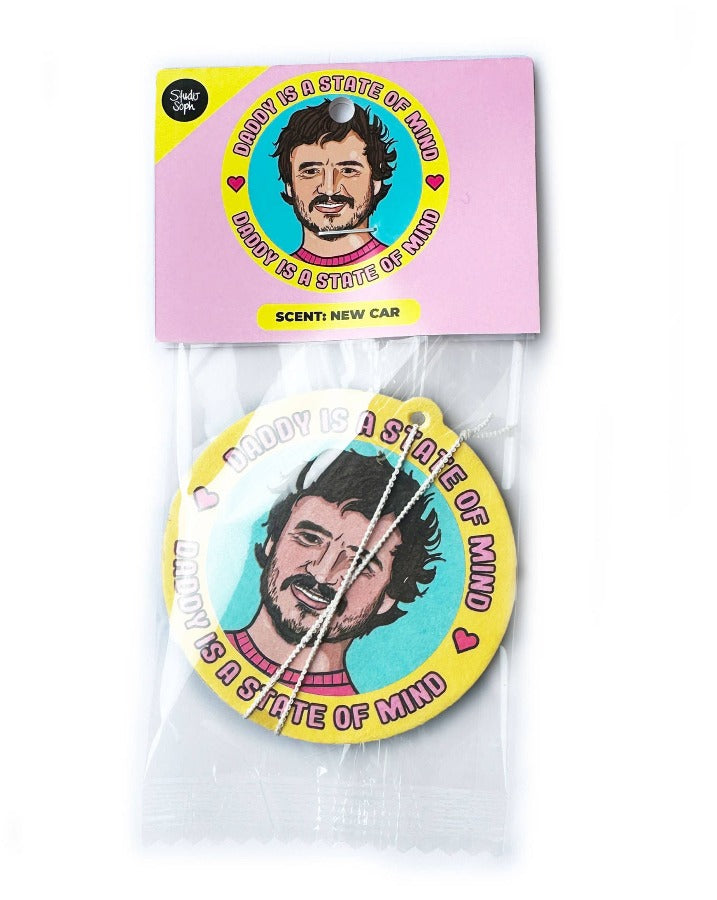 Studio
Soph
DADDY IS A STATE OF MIND
DADDY IS A STATE OF MIND
SCENT: NEW CAR
DADDY IS A STATE OF MIND
DADDY IS A STATE OF MIND